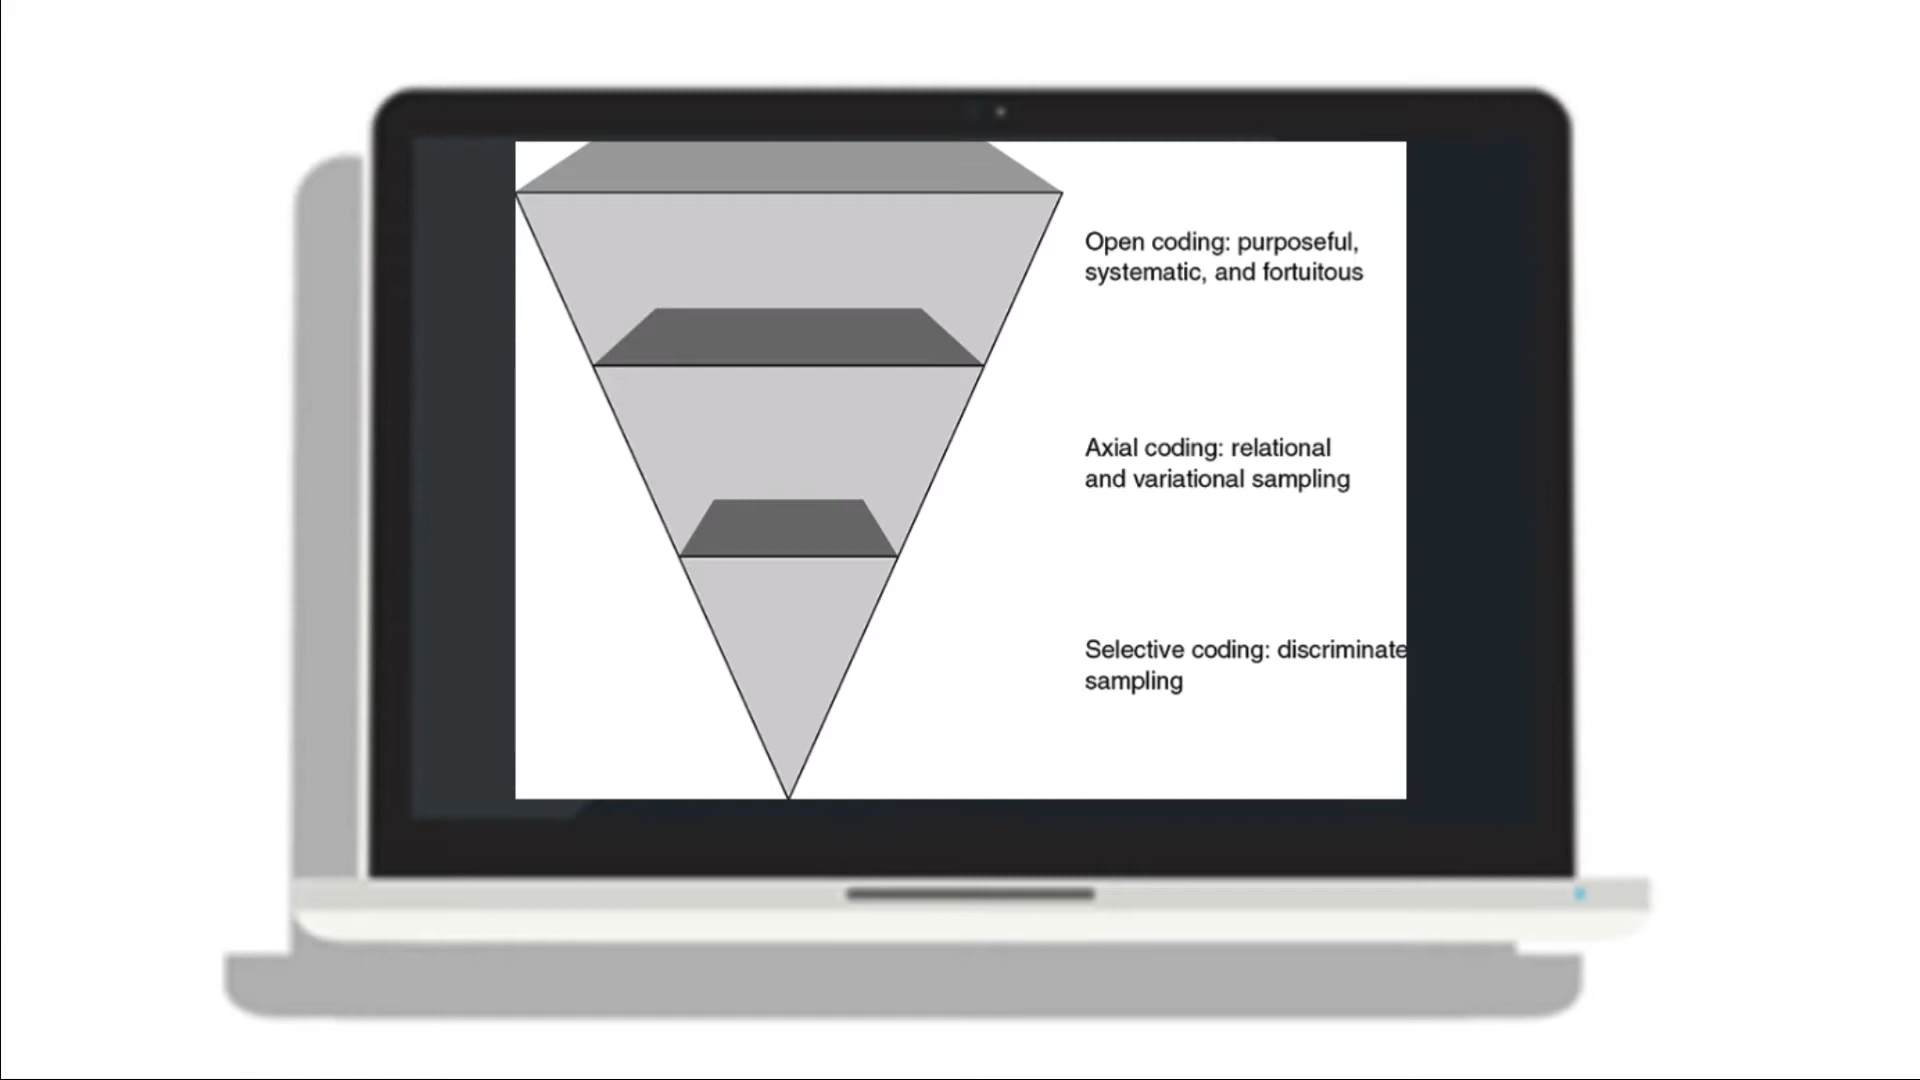 Open coding: purposeful,
systematic, and fortuitous
Axial coding: relational
and variational sampling
Selective coding: discriminate
sampling